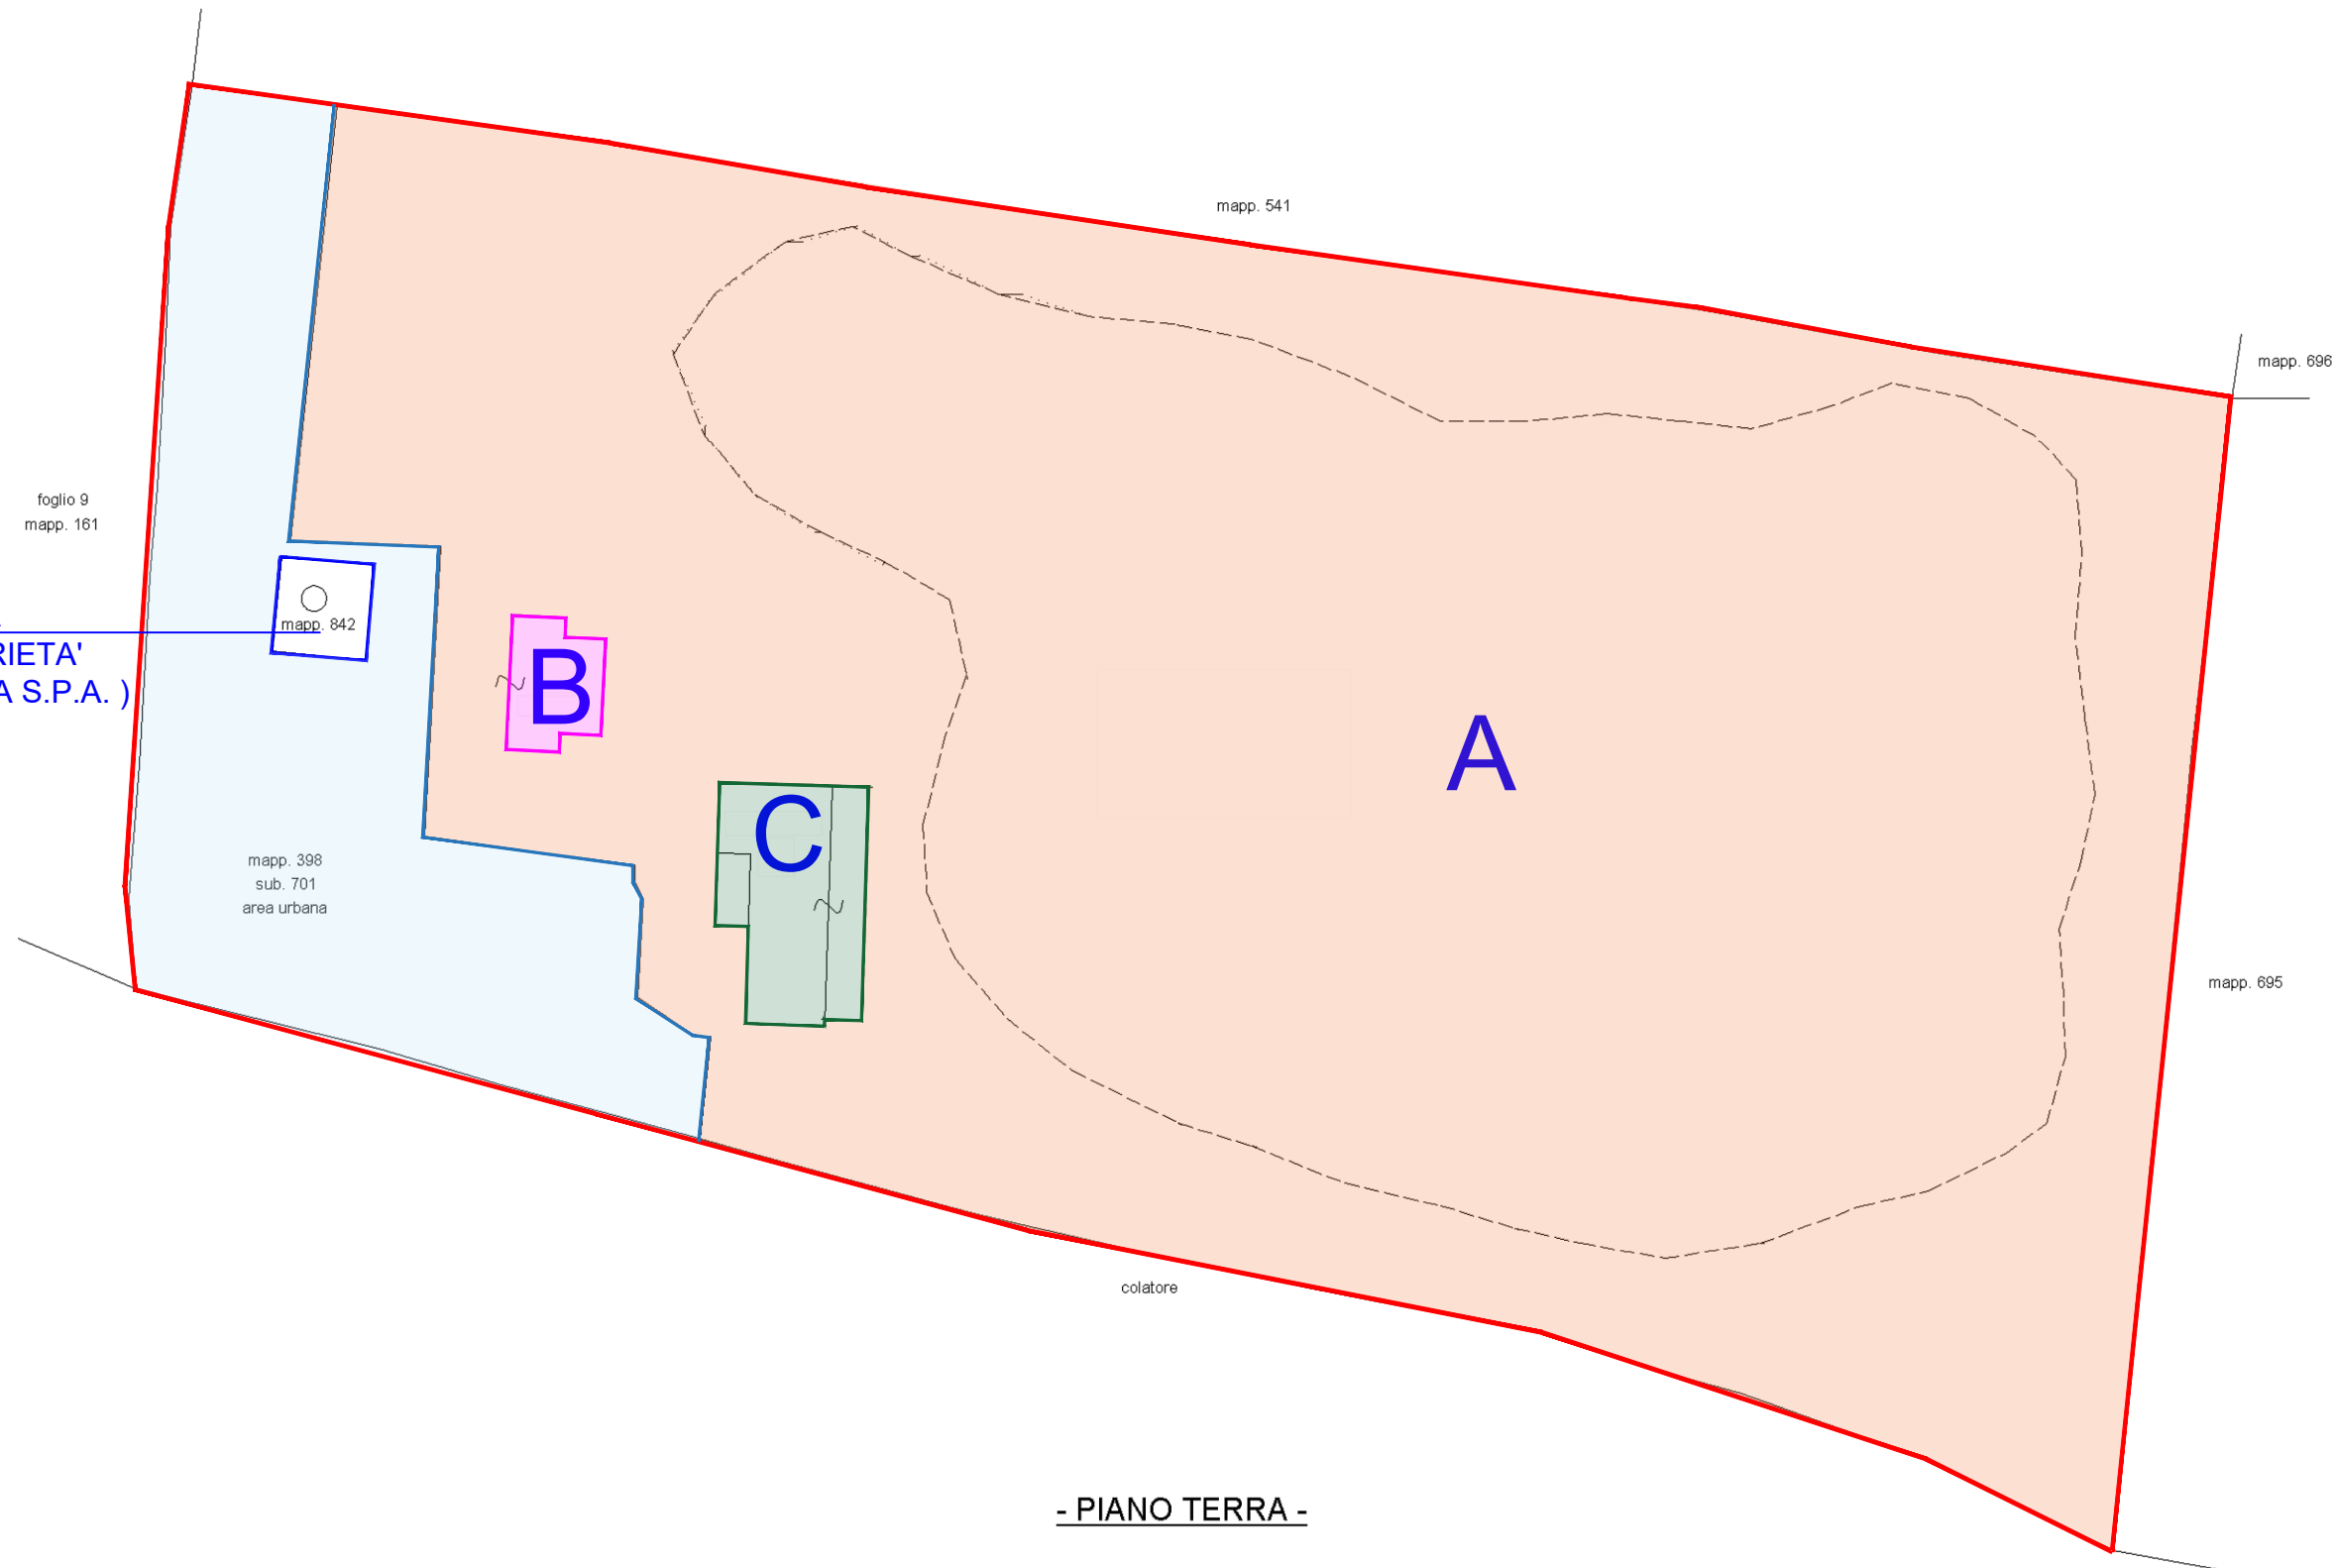 mapp. 541
mapp. 696
foglio 9
mapp. 161
mapp. 842
S.P.A. )
B
A
C
mapp. 398
sub. 701
area urbana
mapp. 695
colatore
- PIANO TERRA -